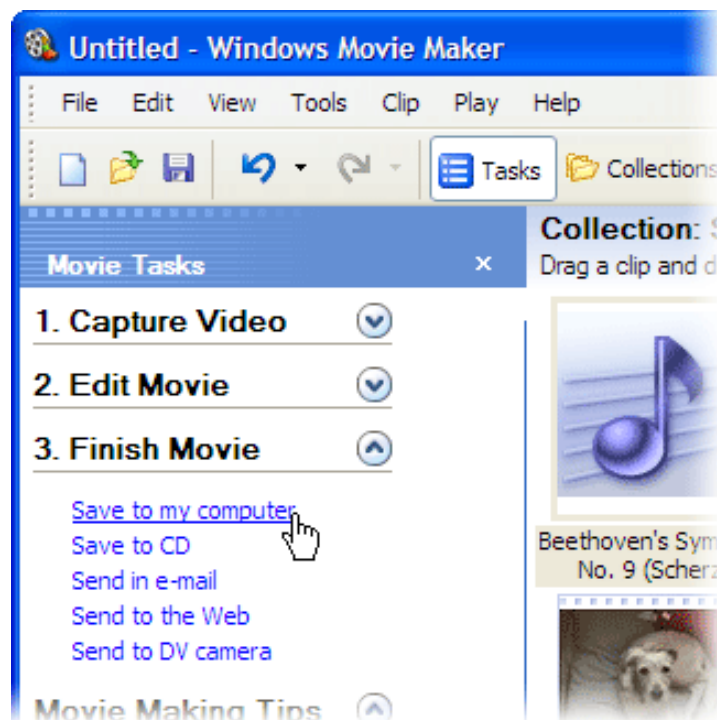 Untitled - Windows Movie Maker
File Edit View Tools Clip Play Help
Tasks Collections
Movie Tasks
Collection:
Drag a clip and
1. Capture Video
2. Edit Movie
3. Finish Movie
Save to my computer
Save to CD
Send in e-mail
Send to the Web
Send to DV camera
Movie Making Tips
Beethoven's Sym
No. 9 (Scherz